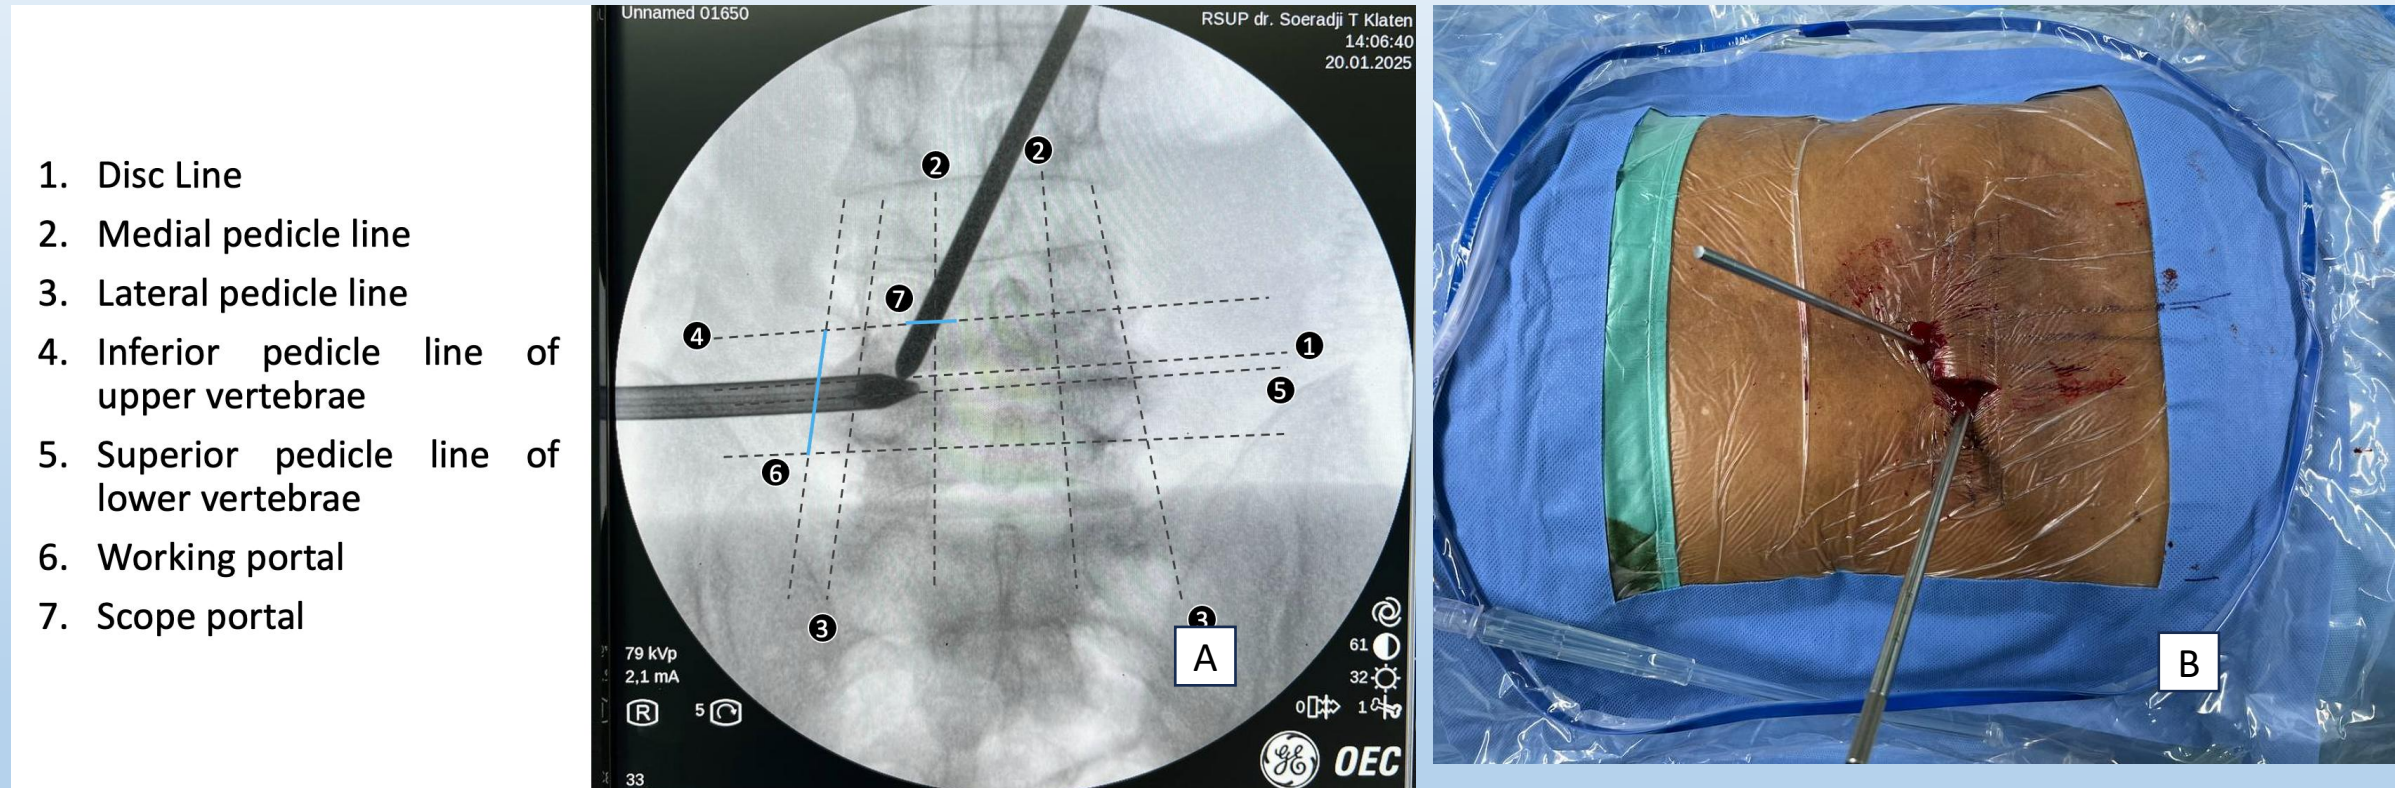 1. Disc Line
2. Medial pedicle line
3. Lateral pedicle line
4. Inferior pedicle line of
upper vertebrae
5. Superior pedicle line of
lower vertebrae
6. Working portal
7. Scope portal
Unnamed 01650
RSUP dr. Soeradji T Klaten
14:06:40
20.01.2025
2
2
7
4
1
5
6
3
3
A
79 kVp
2,1 mA
R
5
61
32
0
1
33
GE OEC
B